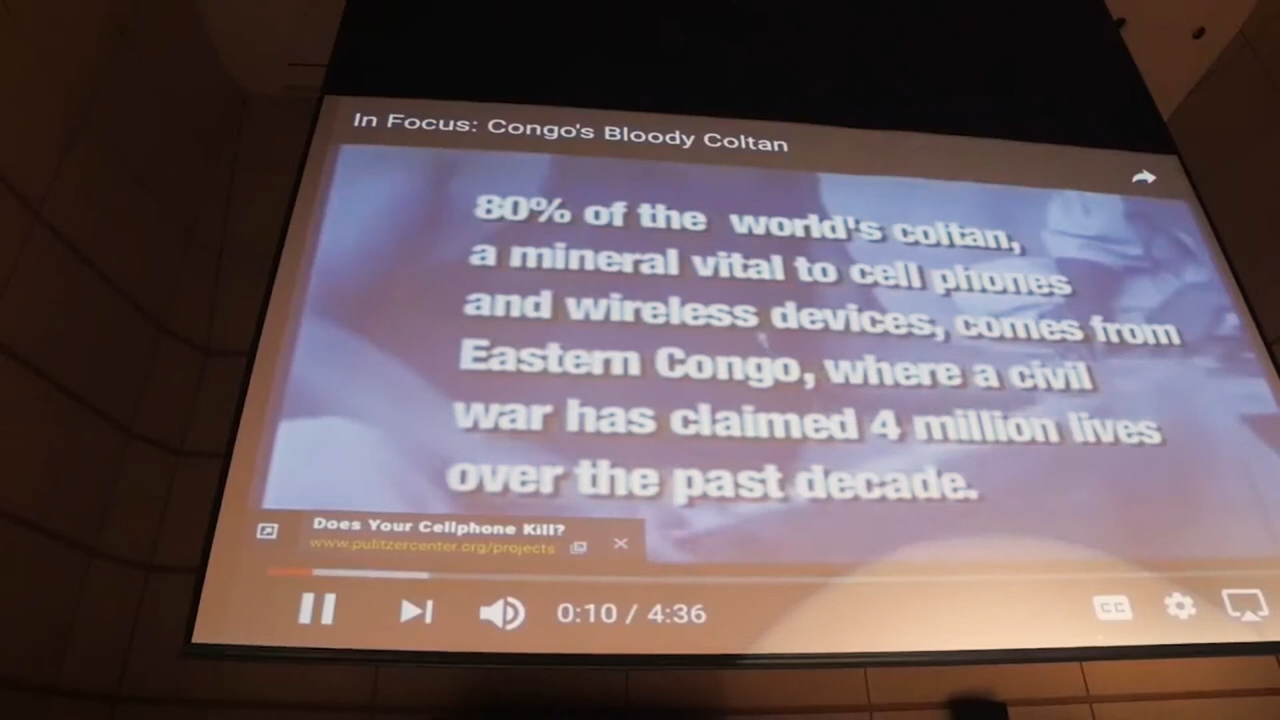 In Focus: Congo's Bloody Coltan
80% of the world's coltan,
a mineral vital to cell phones
and wireless devices, comes from
Eastern Congo, where a civil
war has claimed 4 million lives
over the past decade.
Does Your Cellphone Kill?
www.pulitzercenter.org/projects
0:10 / 4:36
CC